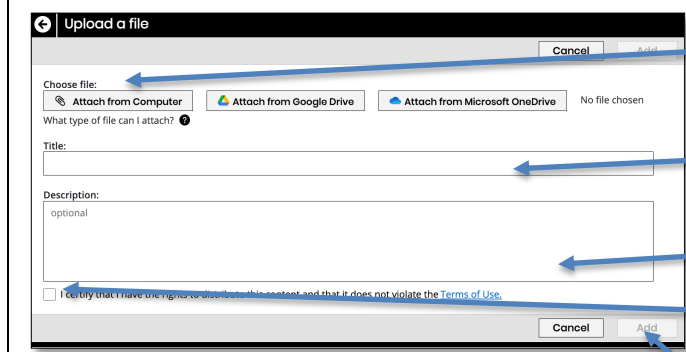 Upload a file
Cancel Add
Choose file:
Attach from Computer Attach from Google Drive Attach from Microsoft OneDrive No file chosen
What type of file can I attach? ?
Title:
Description:
optional
I certify that I have the rights to distribute this content and that it does not violate the Terms of Use.
Cancel Add